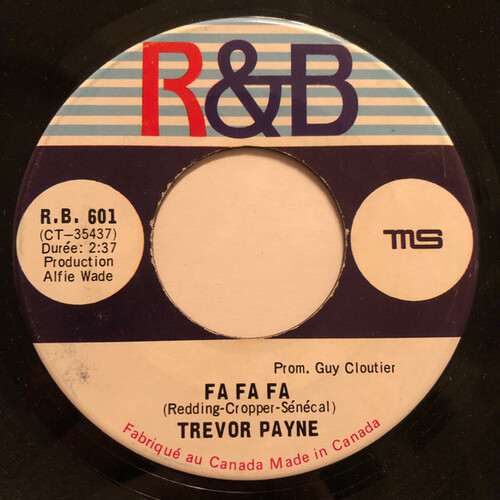 R&B
R.B. 601
(CT-35437)
Durée: 2:37
Production
Alfie Wade
MS
Prom. Guy Cloutier
FA FA FA
(Redding-Cropper-Sénécal)
TREVOR PAYNE
Fabriqué au Canada Made in Canada